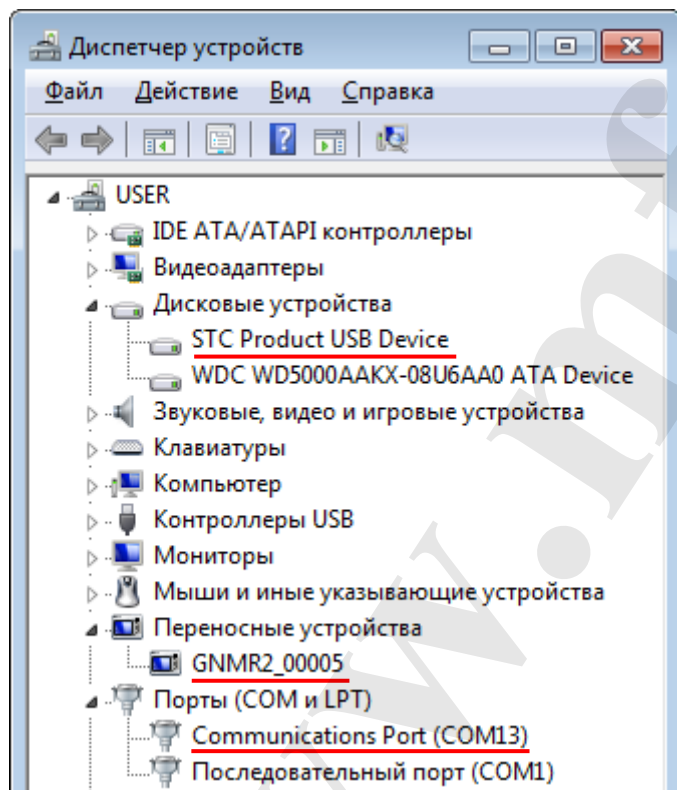 Диспетчер устройств
Файл Действие Вид Справка
USER
IDE ATA/ATAPI контроллеры
Видеоадаптеры
Дисковые устройства
STC Product USB Device
WDC WD5000AAKX-08U6AA0 ATA Device
Звуковые, видео и игровые устройства
Клавиатуры
Компьютер
Контроллеры USB
Мониторы
Мыши и иные указывающие устройства
Переносные устройства
GNMR2_00005
Порты (COM и LPT)
Communications Port (COM13)
Последовательный порт (COM1)